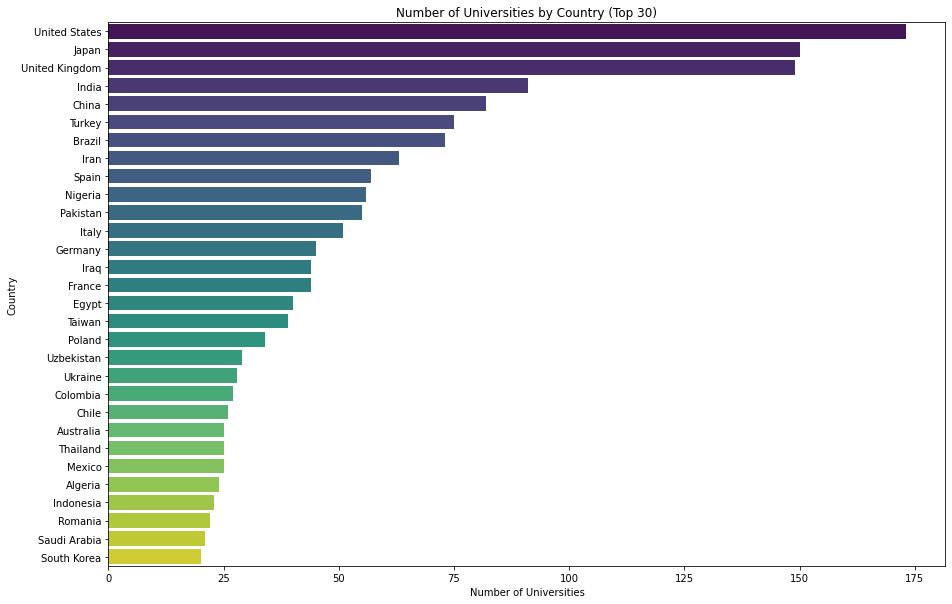 Number of Universities by Country (Top 30)
Country
United States
Japan
United Kingdom
India
China
Turkey
Brazil
Iran
Spain
Nigeria
Pakistan
Italy
Germany
Iraq
France
Egypt
Taiwan
Poland
Uzbekistan
Ukraine
Colombia
Chile
Australia
Thailand
Mexico
Algeria
Indonesia
Romania
Saudi Arabia
South Korea
0 25 50 75 100 125 150 175
Number of Universities